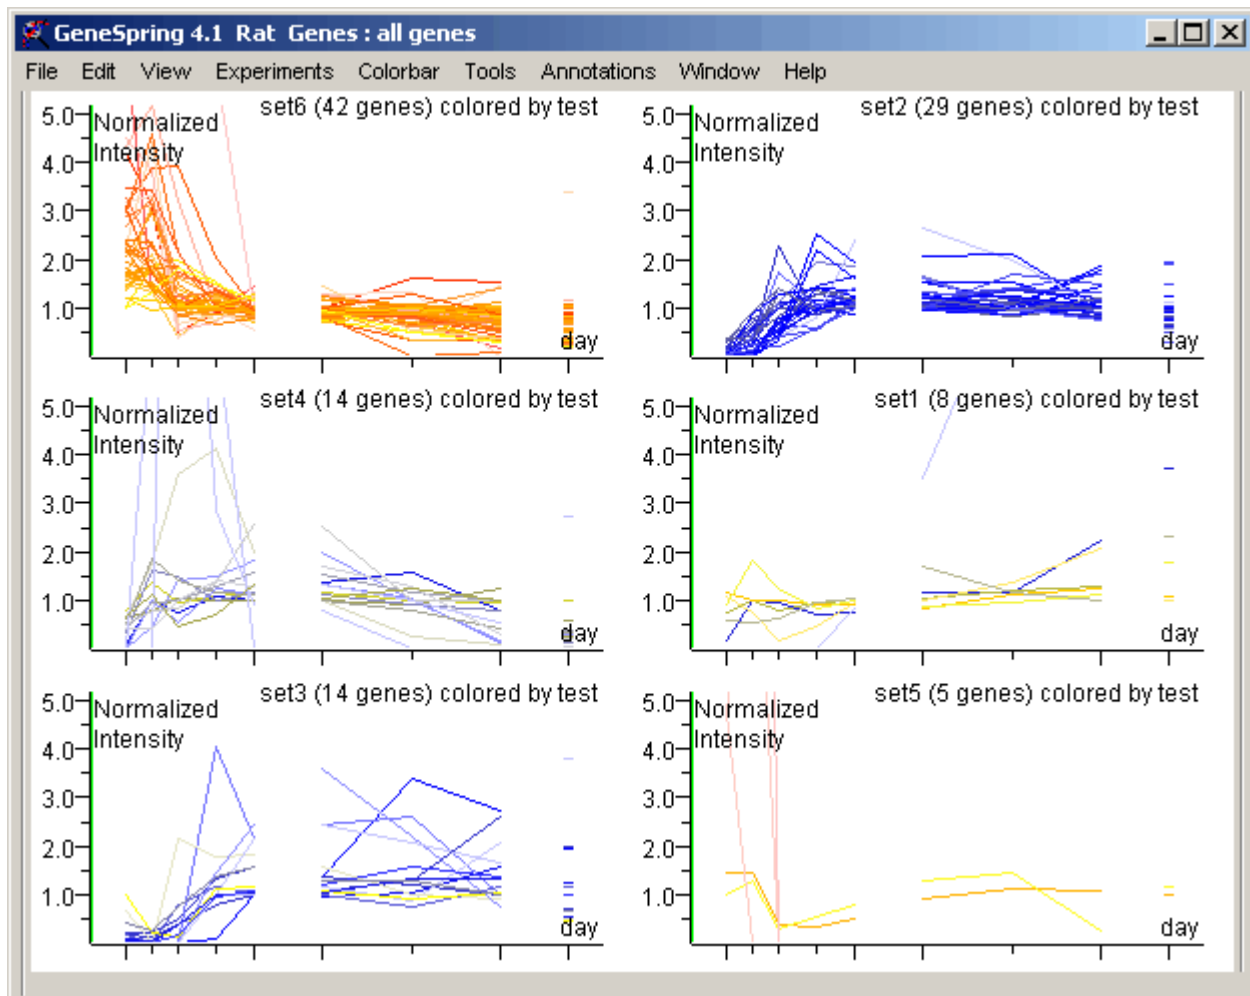 GeneSpring 4.1 Rat Genes : all genes
File Edit View Experiments Colorbar Tools Annotations Window Help
set6 (42 genes) colored by test
Normalized
Intensity
5.0
4.0
3.0
2.0
1.0
day
set2 (29 genes) colored by test
Normalized
Intensity
5.0
4.0
3.0
2.0
1.0
day
set4 (14 genes) colored by test
Normalized
Intensity
5.0
4.0
3.0
2.0
1.0
day
set1 (8 genes) colored by test
Normalized
Intensity
5.0
4.0
3.0
2.0
1.0
day
set3 (14 genes) colored by test
Normalized
Intensity
5.0
4.0
3.0
2.0
1.0
day
set5 (5 genes) colored by test
Normalized
Intensity
5.0
4.0
3.0
2.0
1.0
day